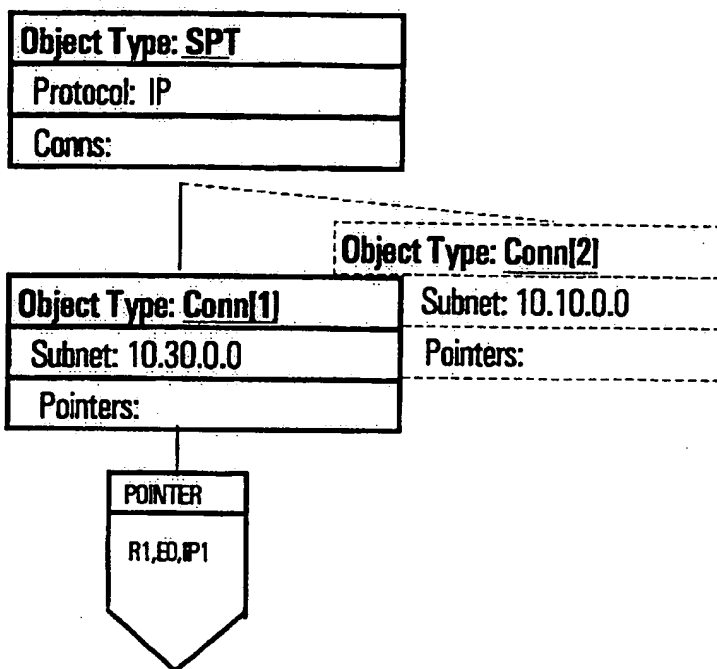 Object Type: SPT
Protocol: IP
Conns:
Object Type: Conn[2]
Subnet: 10.10.0.0
Pointers:
Object Type: Conn[1]
Subnet: 10.30.0.0
Pointers:
POINTER
R1,E0,IP1